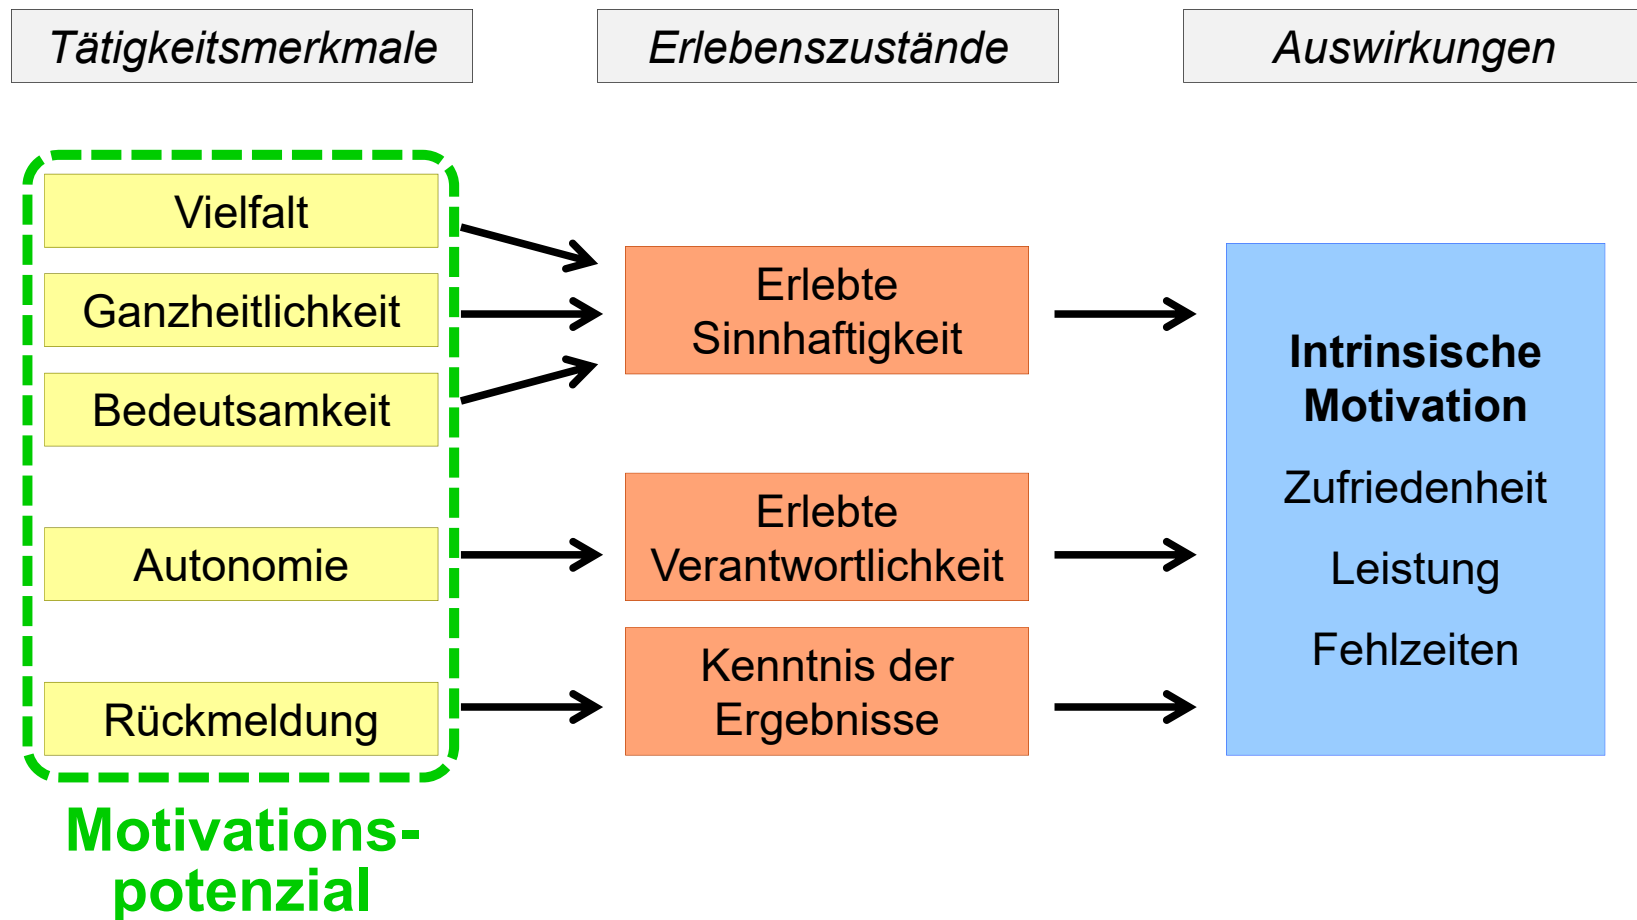 Tätigkeitsmerkmale
Erlebenszustände
Auswirkungen
Vielfalt
Ganzheitlichkeit
Bedeutsamkeit
Autonomie
Rückmeldung
Motivations-
potenzial
Erlebte
Sinnhaftigkeit
Erlebte
Verantwortlichkeit
Kenntnis der
Ergebnisse
Intrinsische
Motivation
Zufriedenheit
Leistung
Fehlzeiten